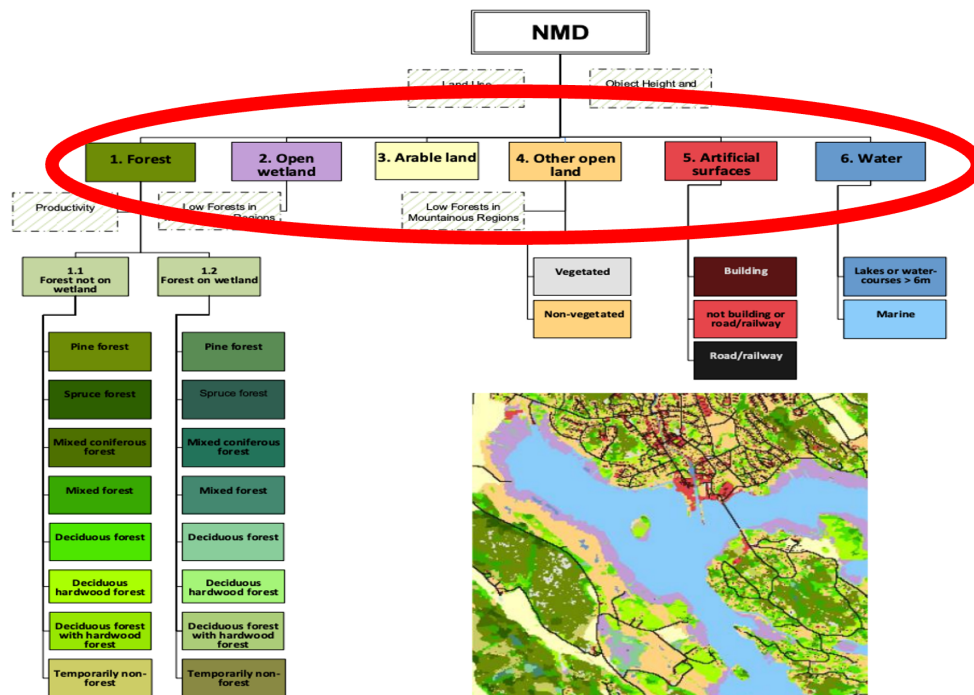 NMD
Land Use
Object Height and
1. Forest
2. Open
wetland
3. Arable land
4. Other open
land
5. Artificial
surfaces
6. Water
Productivity
Low Forests in
Regions
Low Forests in
Mountainous Regions
1.1
Forest not on
wetland
1.2
Forest on wetland
Vegetated
Non-vegetated
Building
not building or
road/railway
Road/railway
Lakes or water-
courses > 6m
Marine
Pine forest
Spruce forest
Mixed coniferous
forest
Mixed forest
Deciduous forest
Deciduous
hardwood forest
Deciduous forest
with hardwood
forest
Temporarily non-
forest
Pine forest
Spruce forest
Mixed coniferous
forest
Mixed forest
Deciduous forest
Deciduous
hardwood forest
Deciduous forest
with hardwood
forest
Temporarily non-
forest